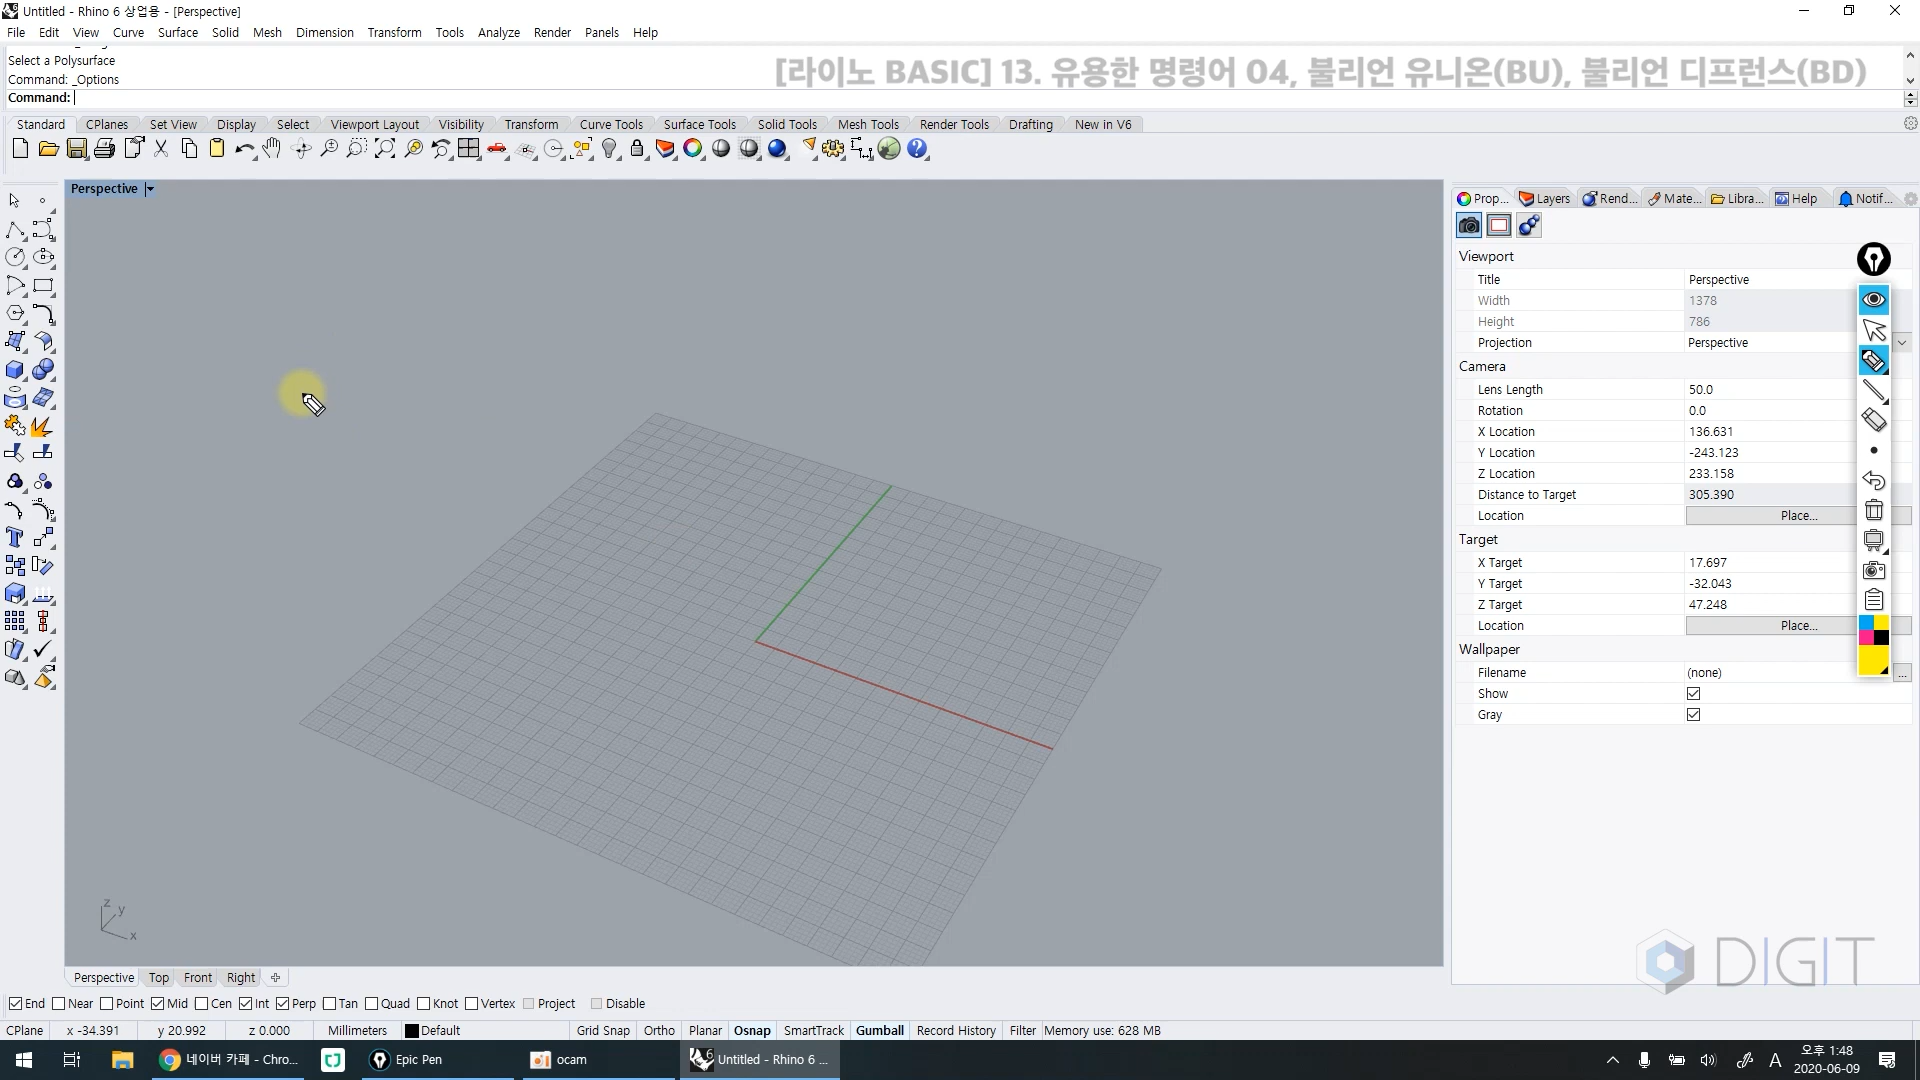 Untitled - Rhino 6 상업용 - [Perspective]
File Edit View Curve Surface Solid Mesh Dimension Transform Tools Analyze Render Panels Help
Select a Polysurface
Command: _Options
Command:
[라이노 BASIC] 13. 유용한 명령어 04, 불리언 유니온(BU), 불리언 디프런스(BD)
Standard CPlanes Set View Display Select Viewport Layout Visibility Transform Curve Tools Surface Tools Solid Tools Mesh Tools Render Tools Drafting New in V6
Perspective
Prop... Layers Rend... Mate... Libra... Help Notif...
Viewport
Title Perspective
Width 1378
Height 786
Projection Perspective
Camera
Lens Length 50.0
Rotation 0.0
X Location 136.631
Y Location -243.123
Z Location 233.158
Distance to Target 305.390
Location Place...
Target
X Target 17.697
Y Target -32.043
Z Target 47.248
Location Place...
Wallpaper
Filename (none) ...
Show
Gray
z y x
DIGIT
Perspective Top Front Right
End Near Point Mid Cen Int Perp Tan Quad Knot Vertex Project Disable
CPlane x -34.391 y 20.992 z 0.000 Millimeters Default Grid Snap Ortho Planar Osnap SmartTrack Gumball Record History Filter Memory use: 628 MB
네이버 카페 - Chro... Epic Pen ocam Untitled - Rhino 6 ... A 오후 1:48
2020-06-09